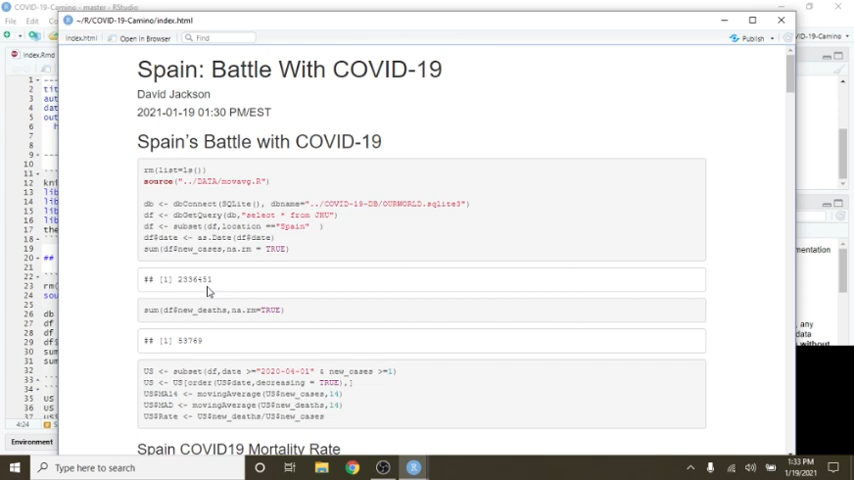 COVID-19-Camino - master - RStudio
File Edit
~/R/COVID-19-Camino/index.html
index.html Open in Browser Find Publish
index.Rmd
Spain: Battle With COVID-19
David Jackson
2021-01-19 01:30 PM/EST
Spain's Battle with COVID-19
rm(list=ls())
source("../DATA/movavg.R")
db <- dbConnect(SQLite(), dbname="../COVID-19-DB/OURWORLD.sqlite3")
df <- dbGetQuery(db,"select * from JHU")
df <- subset(df,location =="Spain" )
df$date <- as.Date(df$date)
sum(df$new_cases,na.rm = TRUE)
## [1] 2336451
sum(df$new_deaths,na.rm=TRUE)
## [1] 53769
US <- subset(df,date >="2020-04-01" & new_cases >=1)
US <- US[order(US$date,decreasing = TRUE),]
US$MA14 <- movingAverage(US$new_cases,14)
US$MAD <- movingAverage(US$new_deaths,14)
US$Rate <- US$new_deaths/US$new_cases
Spain COVID19 Mortality Rate
4:24
Environment
Type here to search
1:33 PM
1/19/2021